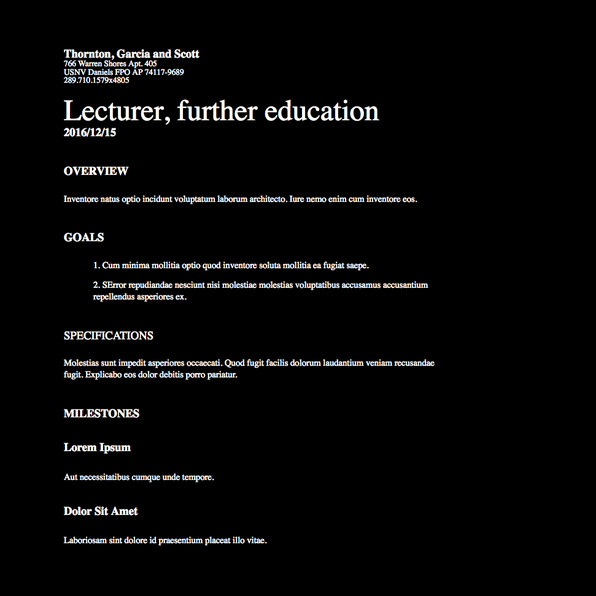 Thornton, Garcia and Scott
766 Warren Shores Apt. 405
USNV Daniels FPO AP 74117-9689
289.710.1579x4805
Lecturer, further education
2016/12/15
OVERVIEW
Inventore natus optio incidunt voluptatum laborum architecto. Iure nemo enim cum inventore eos.
GOALS
1. Cum minima mollitia optio quod inventore soluta mollitia ea fugiat saepe.
2. SError repudiandae nesciunt nisi molestiae molestias voluptatibus accusamus accusantium
repellendus asperiores ex.
SPECIFICATIONS
Molestias sunt impedit asperiores occaecati. Quod fugit facilis dolorum laudantium veniam recusandae
fugit. Explicabo eos dolor debitis porro pariatur.
MILESTONES
Lorem Ipsum
Aut necessitatibus cumque unde tempore.
Dolor Sit Amet
Laboriosam sint dolore id praesentium placeat illo vitae.